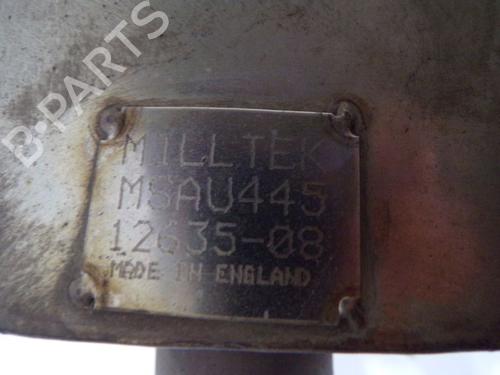 B-PARTS
MILLTEK
MSAU445
12635-08
MADE IN ENGLAND